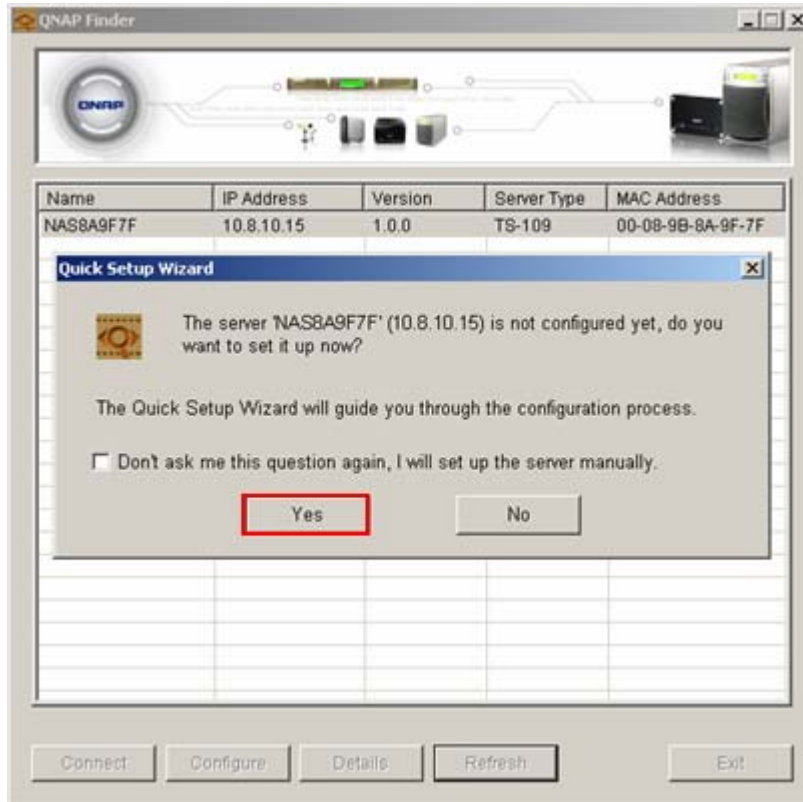 QNAP Finder
QNAP
Name IP Address Version Server Type MAC Address
NAS8A9F7F 10.8.10.15 1.0.0 TS-109 00-08-9B-8A-9F-7F
Quick Setup Wizard
The server 'NAS8A9F7F' (10.8.10.15) is not configured yet, do you
want to set it up now?
The Quick Setup Wizard will guide you through the configuration process.
Don't ask me this question again, I will set up the server manually.
Yes No
Connect Configure Details Refresh Exit